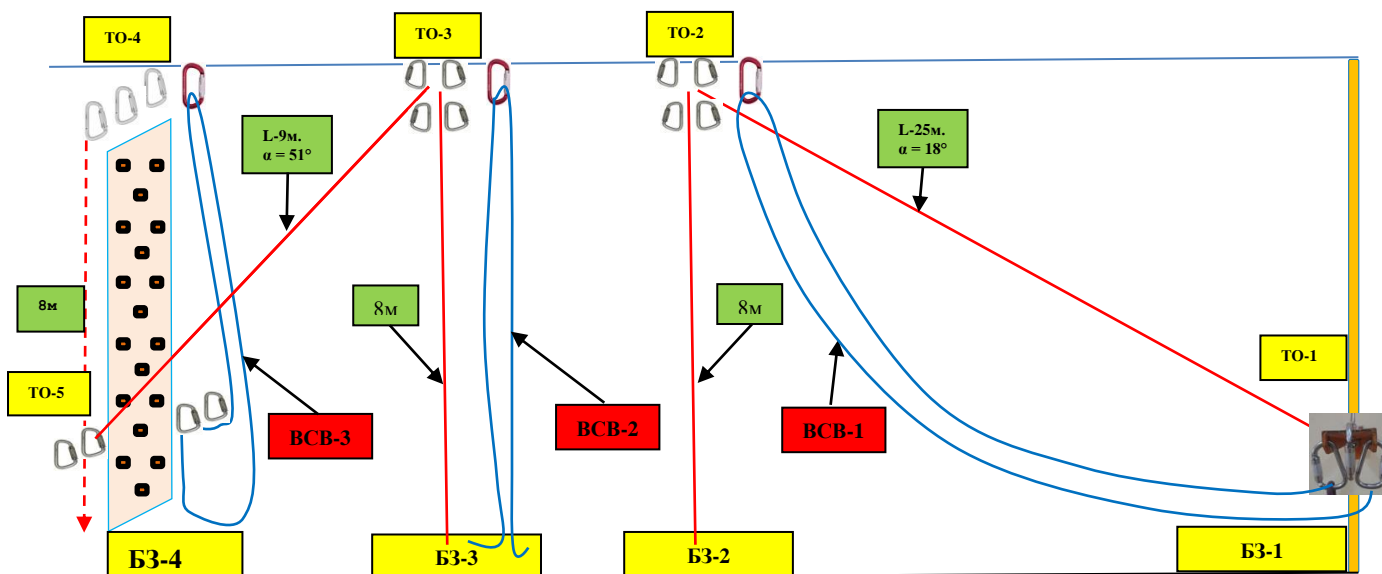 ТО-4
ТО-3
ТО-2
L-9м.
α = 51°
L-25м.
α = 18°
8м
8м
8м
ТО-1
ТО-5
ВСВ-3
ВСВ-2
ВСВ-1
БЗ-4
БЗ-3
БЗ-2
БЗ-1